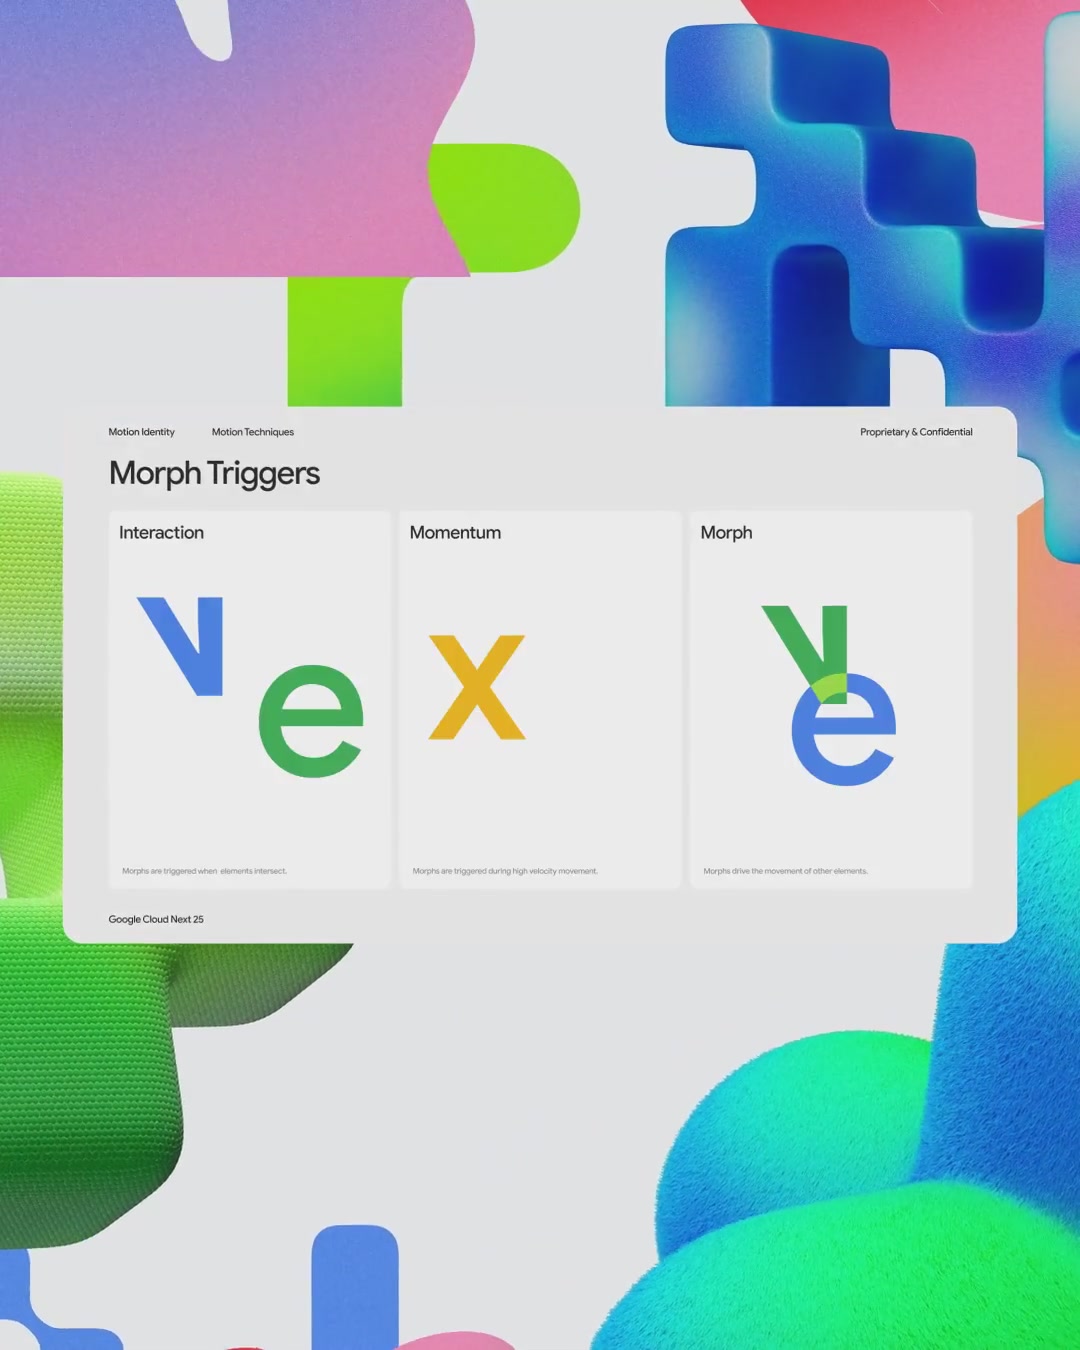 Motion Identity
Motion Techniques
Proprietary & Confidential
Morph Triggers
Interaction
Momentum
Morph
e
x
e
Morphs are triggered when elements intersect.
Morphs are triggered during high velocity movement.
Morphs drive the movement of other elements.
Google Cloud Next 25